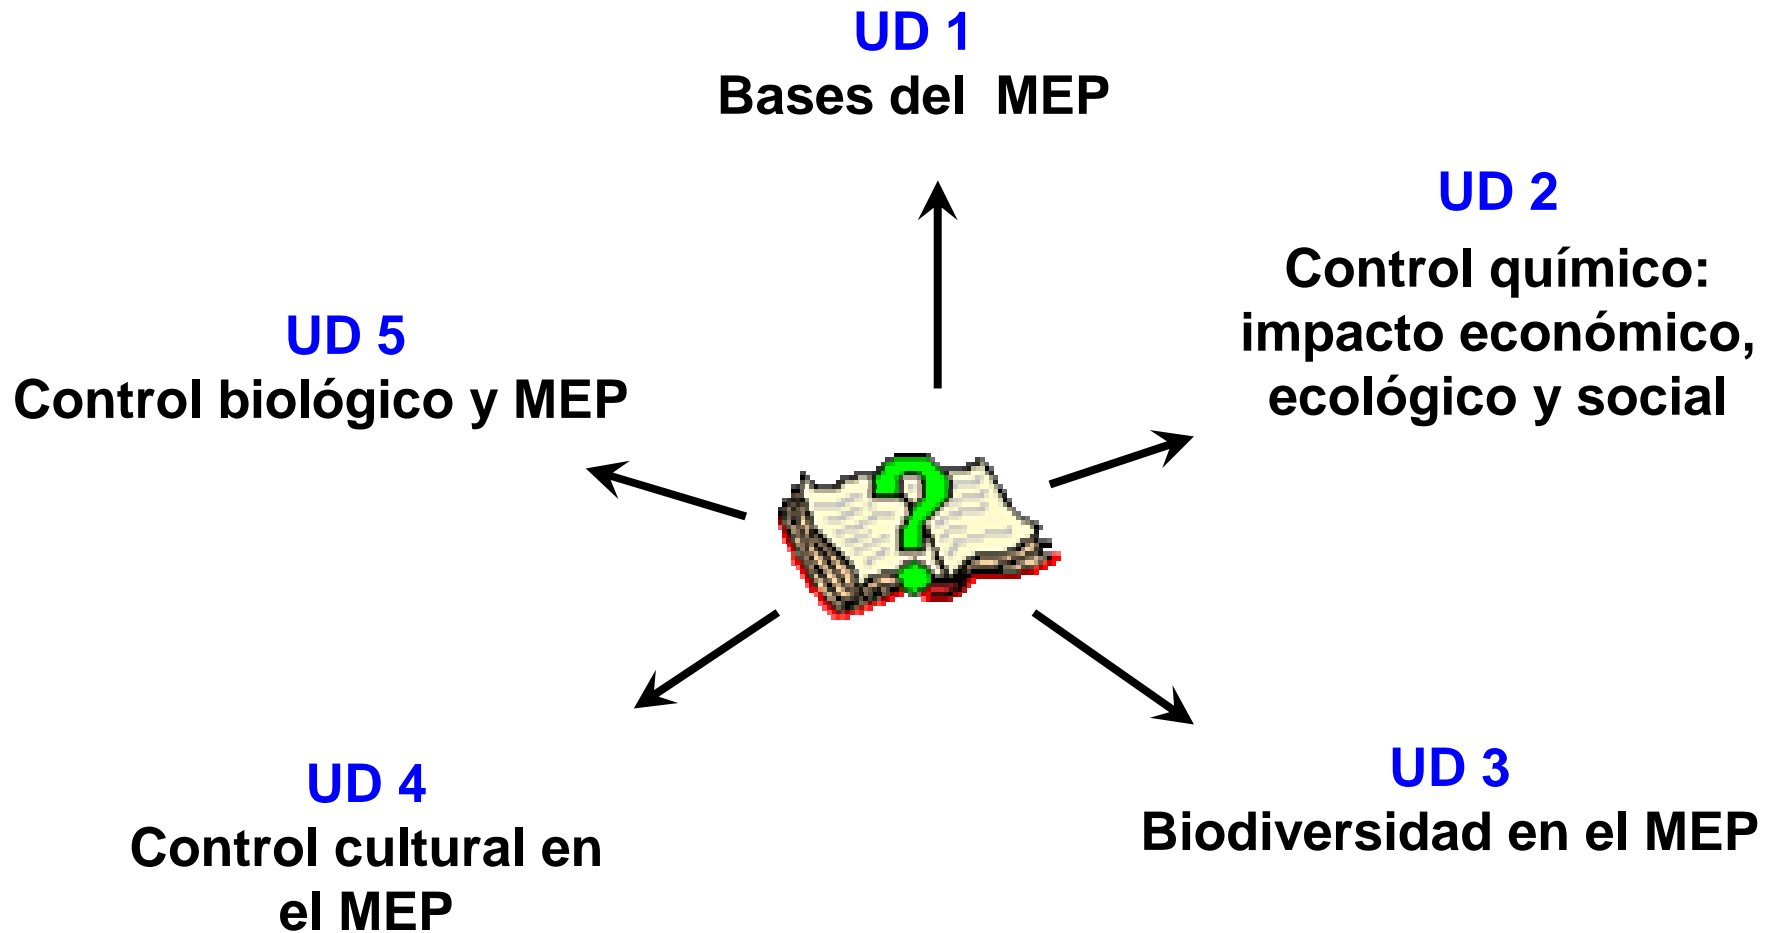 UD 1
Bases del  MEP
UD 2
Control químico:
impacto económico,
ecológico y social
UD 5
Control biológico y MEP
UD 3
Biodiversidad en el MEP
UD 4
Control cultural en
el MEP
?